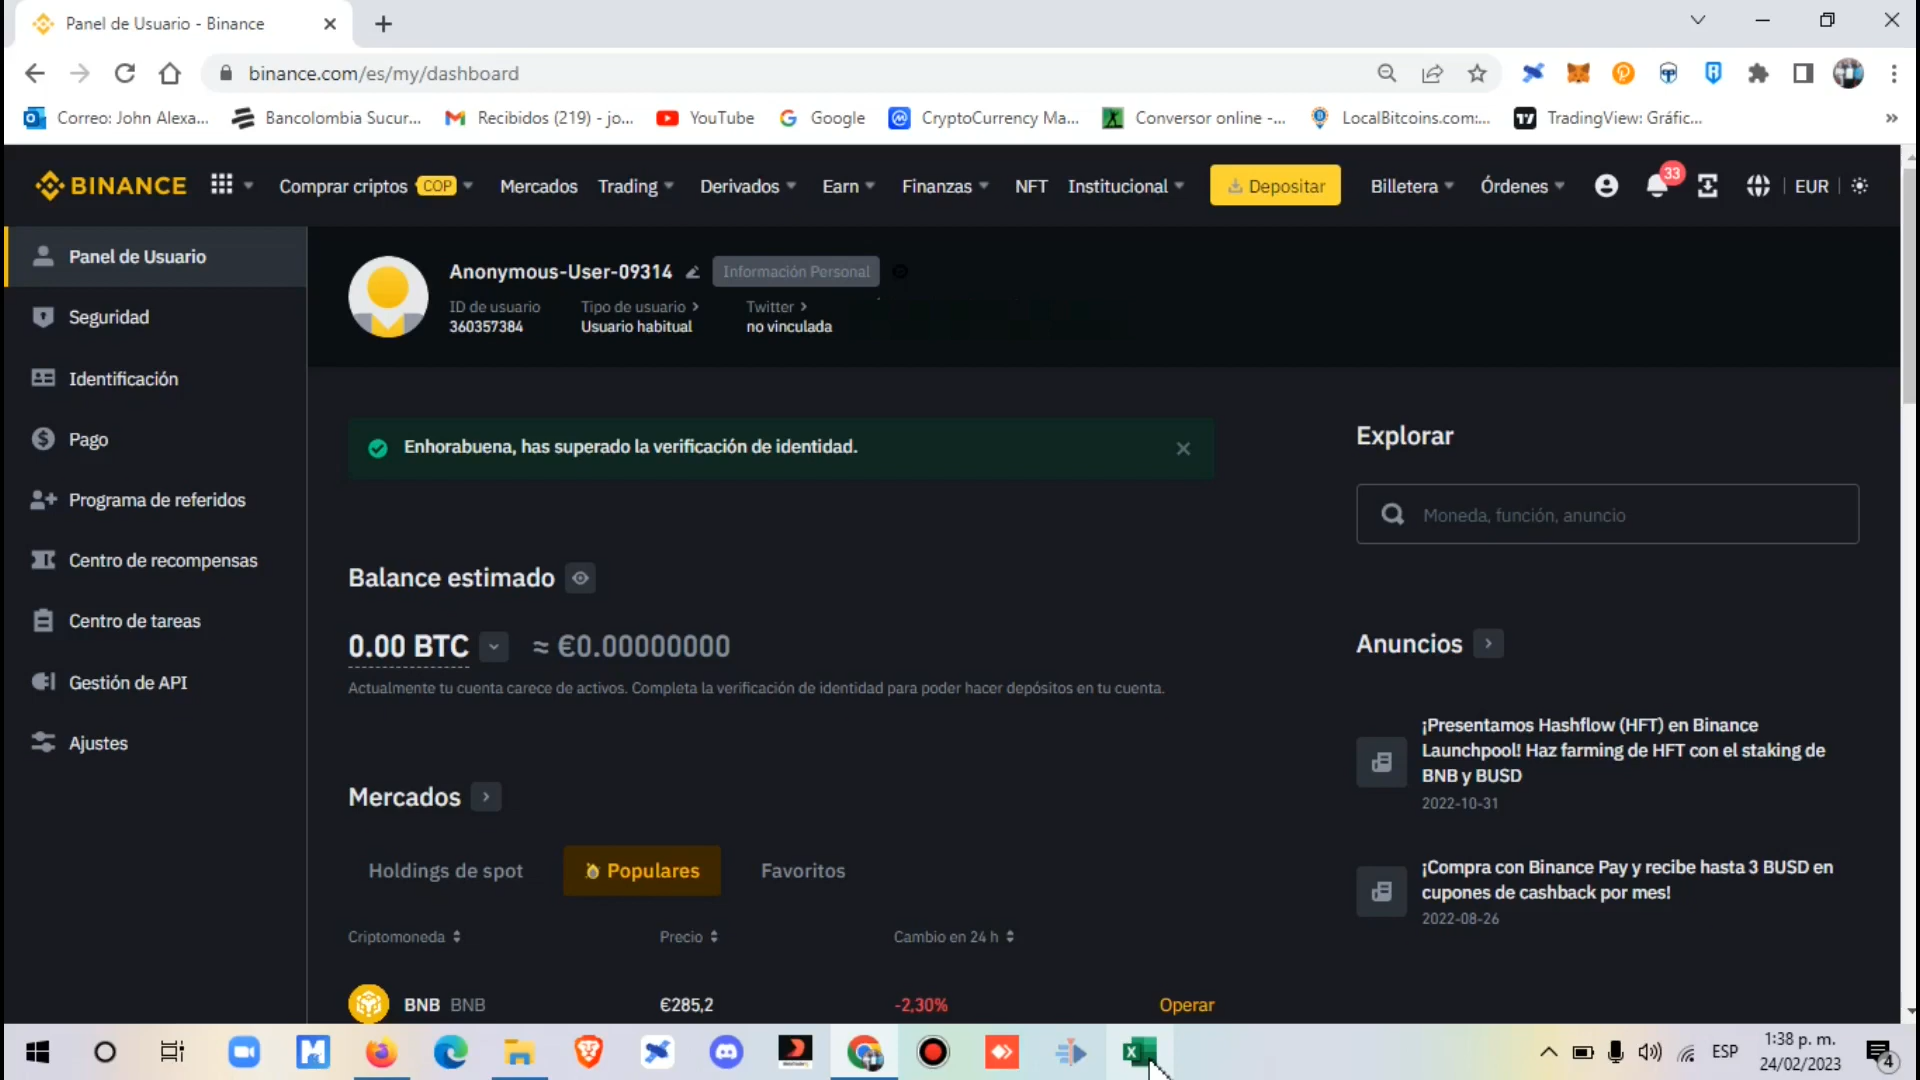 Panel de Usuario - Binance
binance.com/es/my/dashboard
Correo: John Alexa...
Bancolombia Sucur...
Recibidos (219) - jo...
YouTube
Google
CryptoCurrency Ma...
Conversor online -...
LocalBitcoins.com:...
TradingView: Gráfic...
BINANCE
Comprar criptos COP
Mercados
Trading
Derivados
Earn
Finanzas
NFT
Institucional
Depositar
Billetera
Órdenes
33
EUR
Panel de Usuario
Seguridad
Identificación
Pago
Programa de referidos
Centro de recompensas
Centro de tareas
Gestión de API
Ajustes
Anonymous-User-09314
Información Personal
ID de usuario
360357384
Tipo de usuario
Usuario habitual
Twitter
no vinculada
Enhorabuena, has superado la verificación de identidad.
Balance estimado
0.00 BTC ≈ €0.00000000
Actualmente tu cuenta carece de activos. Completa la verificación de identidad para poder hacer depósitos en tu cuenta.
Mercados
Holdings de spot
Populares
Favoritos
Criptomoneda
Precio
Cambio en 24 h
BNB BNB
€285,2
-2,30%
Operar
Explorar
Moneda, función, anuncio
Anuncios
¡Presentamos Hashflow (HFT) en Binance
Launchpool! Haz farming de HFT con el staking de
BNB y BUSD
2022-10-31
¡Compra con Binance Pay y recibe hasta 3 BUSD en
cupones de cashback por mes!
2022-08-26
ESP
1:38 p. m.
24/02/2023
4